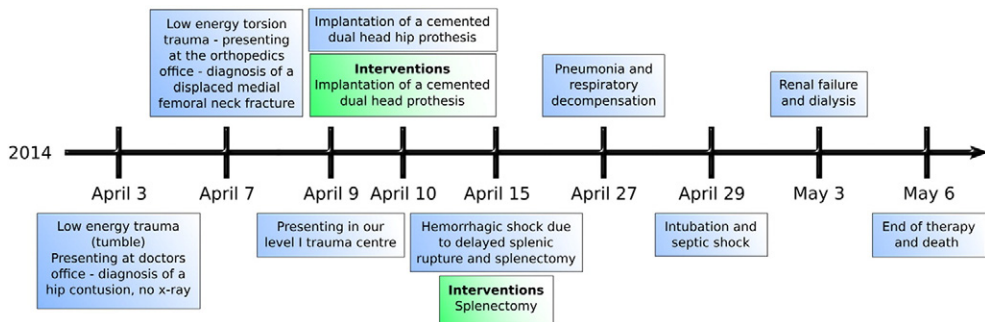 Low energy torsion
trauma - presenting
at the orthopedics
office - diagnosis of a
displaced medial
femoral neck fracture
Implantation of a cemented
dual head hip prothesis
Interventions
Implantation of a cemented
dual head prothesis
Pneumonia and
respiratory
decompensation
Renal failure
and dialysis
2014
April 3
April 7
April 9
April 10
April 15
April 27
April 29
May 3
May 6
Low energy trauma
(tumble)
Presenting at doctors
office - diagnosis of a
hip contusion, no x-ray
Presenting in our
level I trauma centre
Hemorrhagic shock due
to delayed splenic
rupture and splenectomy
Interventions
Splenectomy
Intubation and
septic shock
End of therapy
and death